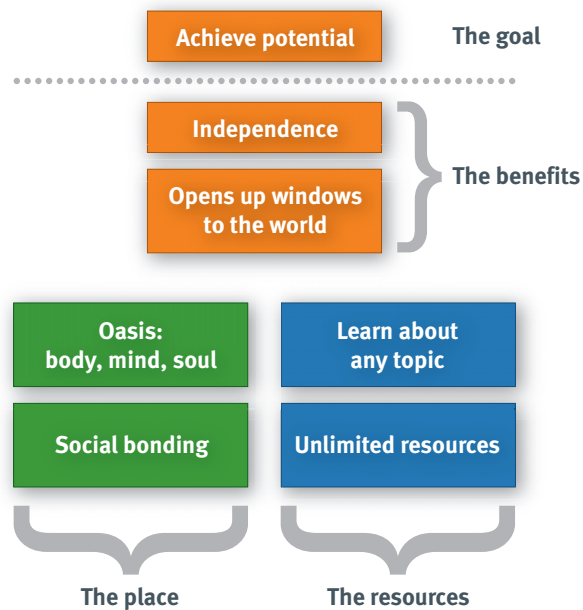 Achieve potential
The goal
Independence
Opens up windows
to the world
The benefits
Oasis:
body, mind, soul
Learn about
any topic
Social bonding
Unlimited resources
The place
The resources